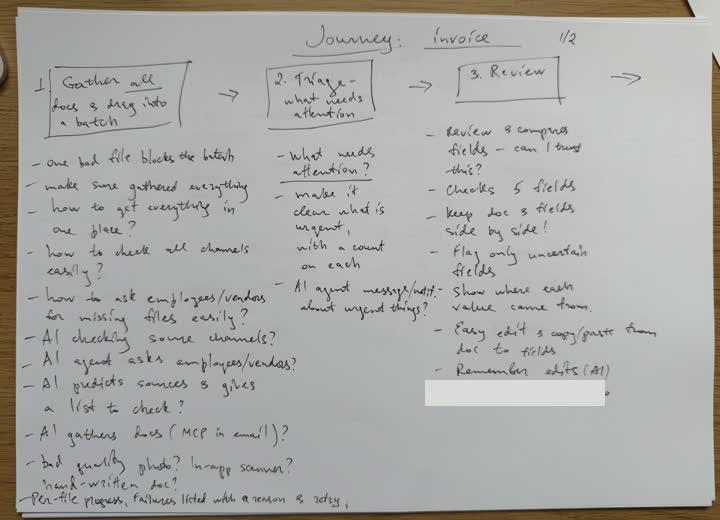 Journey: invoice
1/2
1
Gather all
docs & drag into
a batch
→
2. Triage -
what needs
attention
→
3. Review
→
- one bad file blocks the batch
- make sure gathered everything
- how to get everything in
one place?
- how to check all channels
easily?
- how to ask employees/vendors
for missing files easily?
- AI checking some channels?
- AI agent asks employees/vendors?
- AI predicts sources & gives
a list to check?
- AI gathers docs (MCP in email)?
- bad quality photo? In-app scanner?
hand-written doc?
- Per-file progress, Failures listed with a reason & retry,
- What needs
attention?
- make it
clear what is
urgent,
with a count
on each
- AI agent message/notif.
about urgent things?
- Review & compares
fields - can I trust
this?
- Checks 5 fields
- Keep doc & fields
side by side!
- Flag only uncertain
fields
- Show where each
value came from.
- Easy edit & copy/paste from
doc to fields
- Remember edits (AI)